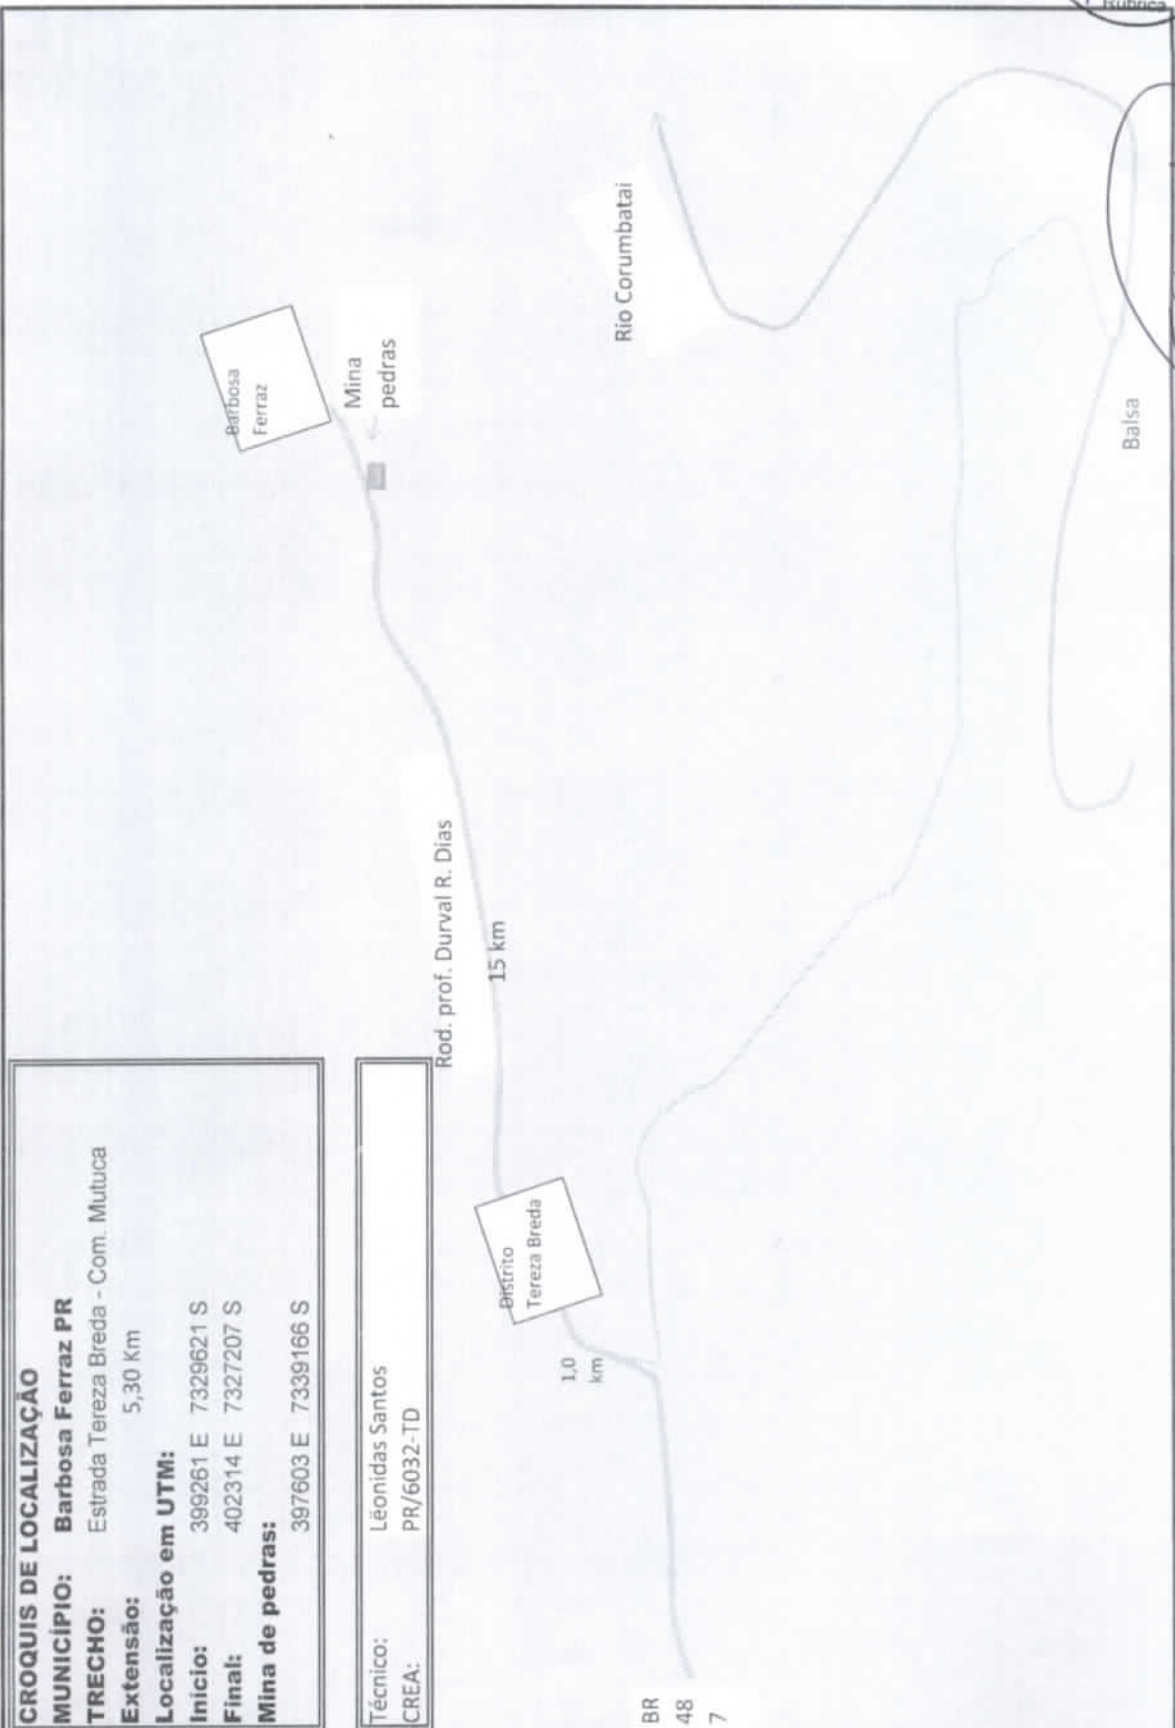 CROQUIS DE LOCALIZAÇÃO
MUNICÍPIO: Barbosa Ferraz PR
TRECHO: Estrada Tereza Breda - Com. Mutuca
Extensão: 5,30 Km
Localização em UTM:
Inicio: 399261 E 7329621 S
Final: 402314 E 7327207 S
Mina de pedras:
397603 E 7339166 S
Técnico: Lêonidas Santos
CREA: PR/6032-TD
Rod. prof. Durval R. Dias
15 km
Barbosa
Ferraz
Mina
pedras
Rio Corumbatai
Distrito
Tereza Breda
1,0
km
BR
48
7
Balsa
Rubrica